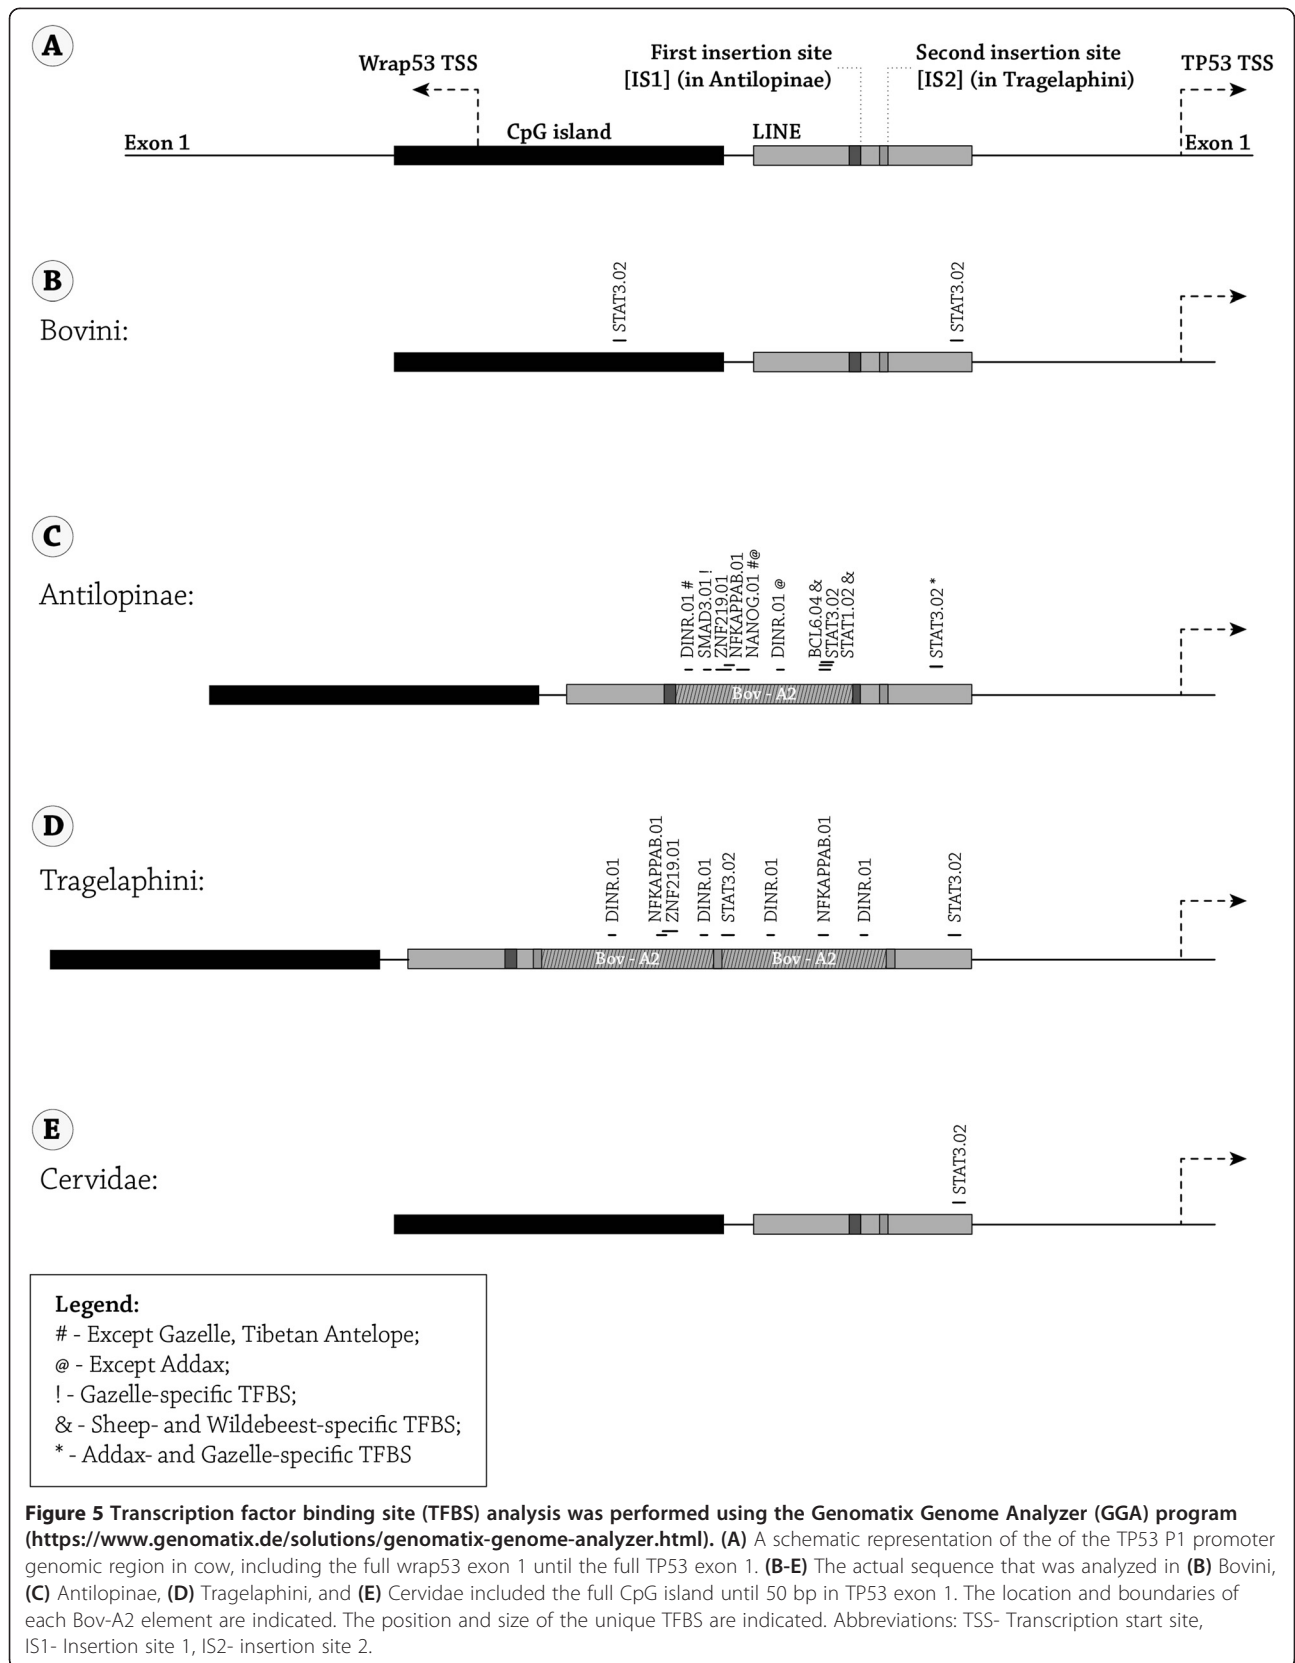 A
Wrap53 TSS
First insertion site
[IS1] (in Antilopinae)
Second insertion site
[IS2] (in Tragelaphini)
TP53 TSS
Exon 1
CpG island
LINE
Exon 1
B
Bovini:
STAT3.02
STAT3.02
C
Antilopinae:
DINR.01 #
SMAD3.01 !
ZNF219.01
NFKAPPAB.01
NANOG.01 #@
DINR.01 @
BCL6.04 &
STAT3.02
STAT1.02 &
STAT3.02 *
Bov - A2
D
Tragelaphini:
DINR.01
NFKAPPAB.01
ZNF219.01
DINR.01
STAT3.02
DINR.01
NFKAPPAB.01
DINR.01
STAT3.02
Bov - A2
Bov - A2
E
Cervidae:
STAT3.02
Legend:
# - Except Gazelle, Tibetan Antelope;
@ - Except Addax;
! - Gazelle-specific TFBS;
& - Sheep- and Wildebeest-specific TFBS;
* - Addax- and Gazelle-specific TFBS
Figure 5 Transcription factor binding site (TFBS) analysis was performed using the Genomatix Genome Analyzer (GGA) program
(https://www.genomatix.de/solutions/genomatix-genome-analyzer.html). (A) A schematic representation of the of the TP53 P1 promoter
genomic region in cow, including the full wrap53 exon 1 until the full TP53 exon 1. (B-E) The actual sequence that was analyzed in (B) Bovini,
(C) Antilopinae, (D) Tragelaphini, and (E) Cervidae included the full CpG island until 50 bp in TP53 exon 1. The location and boundaries of
each Bov-A2 element are indicated. The position and size of the unique TFBS are indicated. Abbreviations: TSS- Transcription start site,
IS1- Insertion site 1, IS2- insertion site 2.